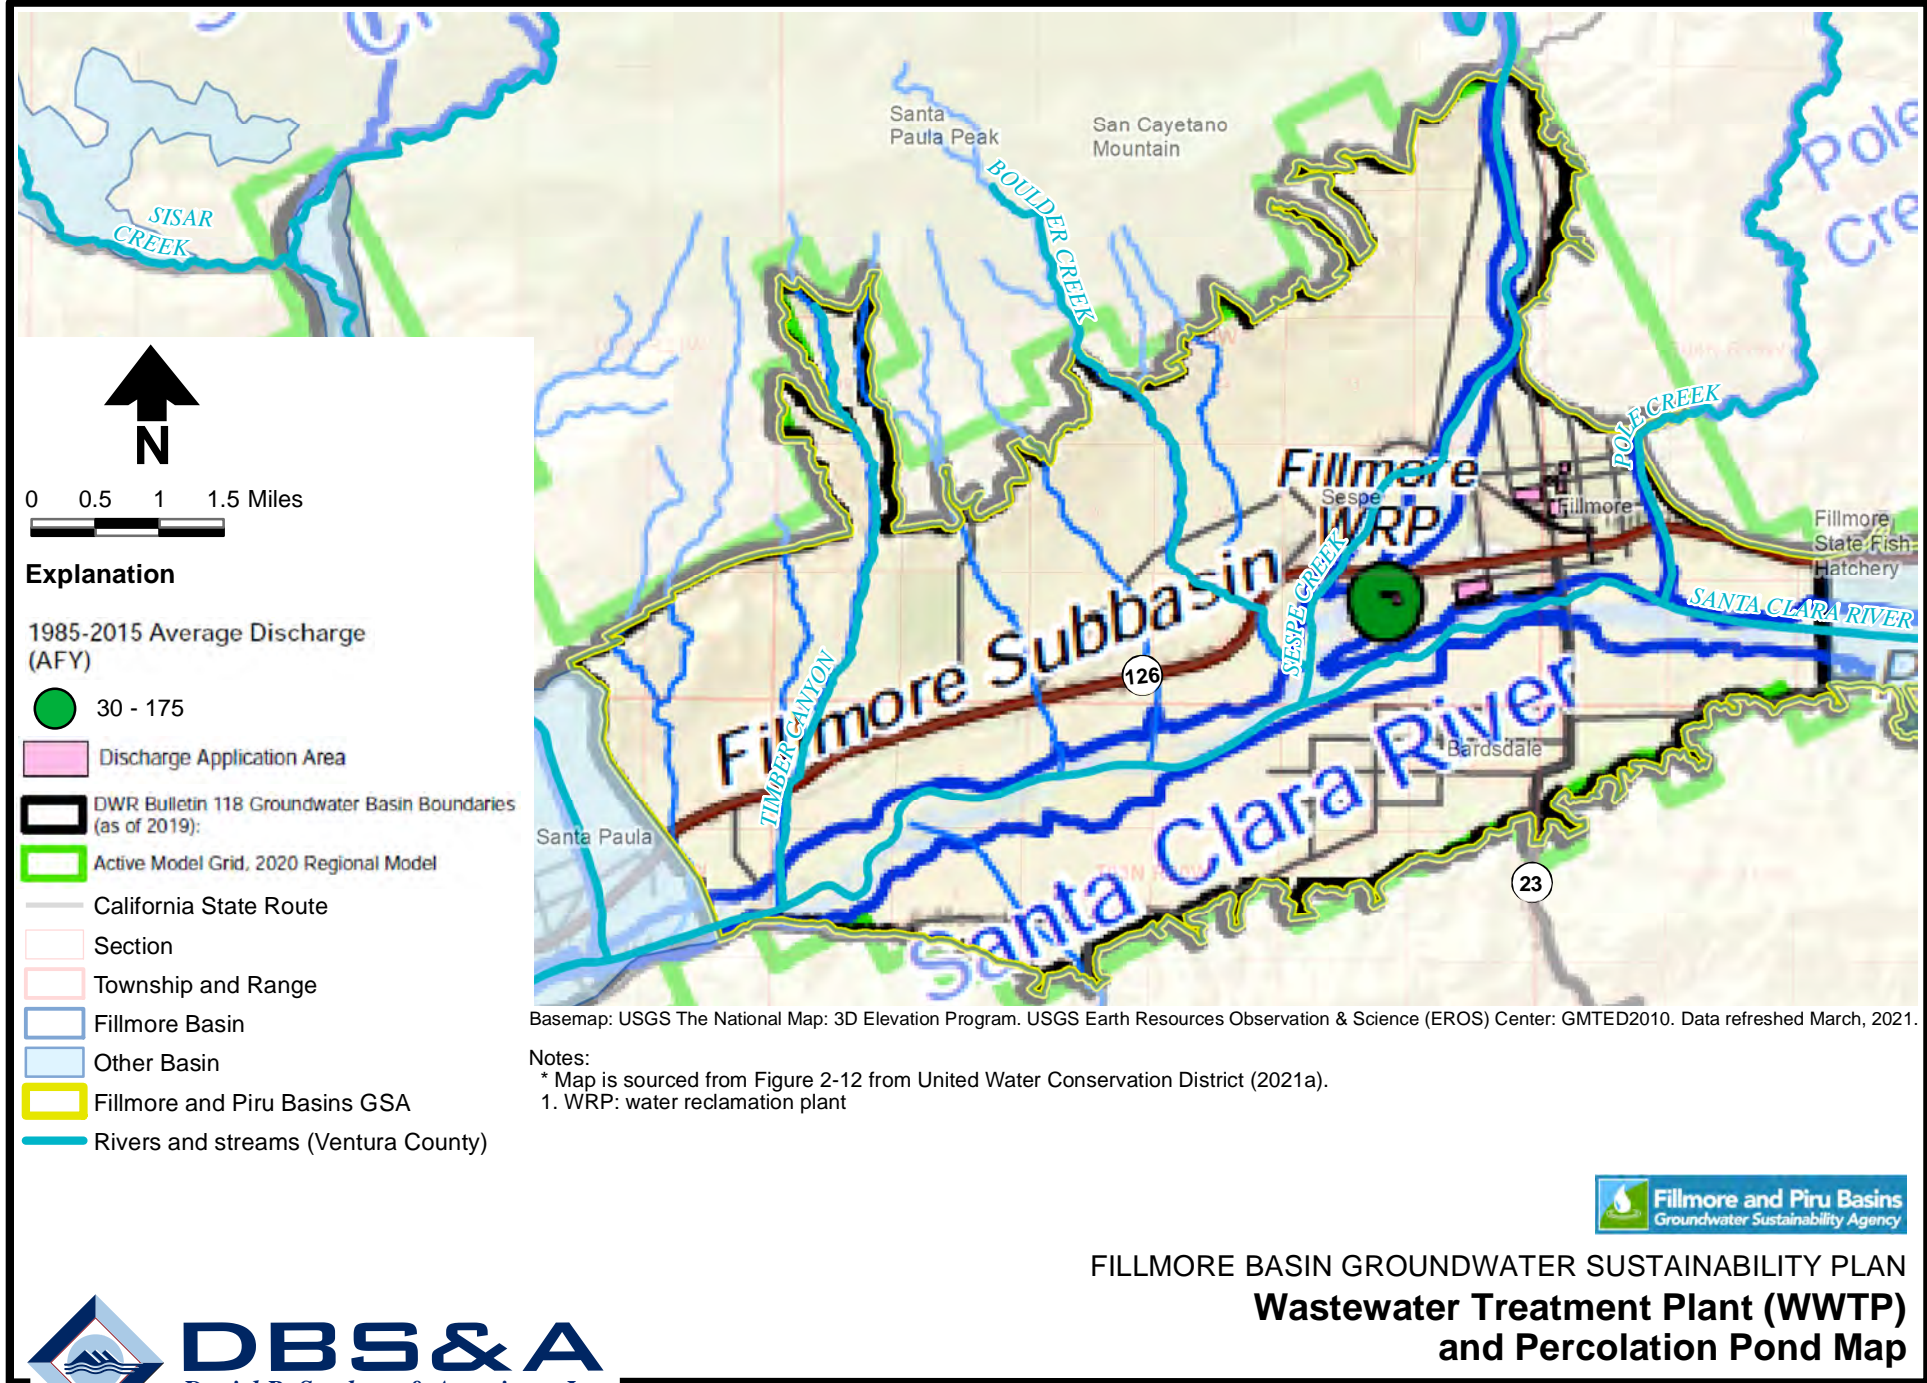 Santa
Paula Peak
San Cayetano
Mountain
Pole
Cre
SISAR
CREEK
BOULDER CREEK
POLE CREEK
N
0 0.5 1 1.5 Miles
Fillmore
WRP
Sespe
Fillmore
Fillmore
State Fish
Hatchery
SESPE CREEK
SANTA CLARA RIVER
Fillmore Subbasin
126
TIMBER CANYON
Santa Clara River
Bardsdale
Santa Paula
23
Explanation
1985-2015 Average Discharge
(AFY)
30 - 175
Discharge Application Area
DWR Bulletin 118 Groundwater Basin Boundaries
(as of 2019):
Active Model Grid, 2020 Regional Model
California State Route
Section
Township and Range
Fillmore Basin
Other Basin
Fillmore and Piru Basins GSA
Rivers and streams (Ventura County)
Basemap: USGS The National Map: 3D Elevation Program. USGS Earth Resources Observation & Science (EROS) Center: GMTED2010. Data refreshed March, 2021.
Notes:
* Map is sourced from Figure 2-12 from United Water Conservation District (2021a).
1. WRP: water reclamation plant
Fillmore and Piru Basins
Groundwater Sustainability Agency
FILLMORE BASIN GROUNDWATER SUSTAINABILITY PLAN
Wastewater Treatment Plant (WWTP)
and Percolation Pond Map
DBS&A